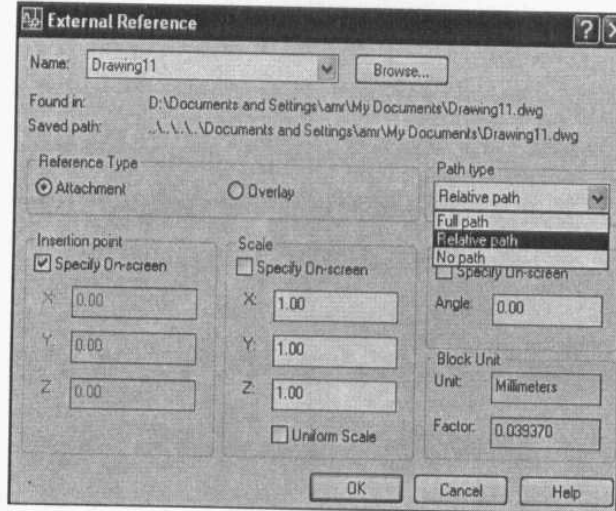 External Reference
Name: Drawing11 Browse...
Found in: D:\Documents and Settings\amr\My Documents\Drawing11.dwg
Saved path: ..\..\..\..\Documents and Settings\amr\My Documents\Drawing11.dwg
Reference Type
Attachment Overlay
Path type
Relative path
Full path
Relative path
No path
Insertion point
Specify On-screen
X: 0.00
Y: 0.00
Z: 0.00
Scale
Specify On-screen
X: 1.00
Y: 1.00
Z: 1.00
Uniform Scale
Specify On-screen
Angle: 0.00
Block Unit
Unit: Millimeters
Factor: 0.039370
OK Cancel Help